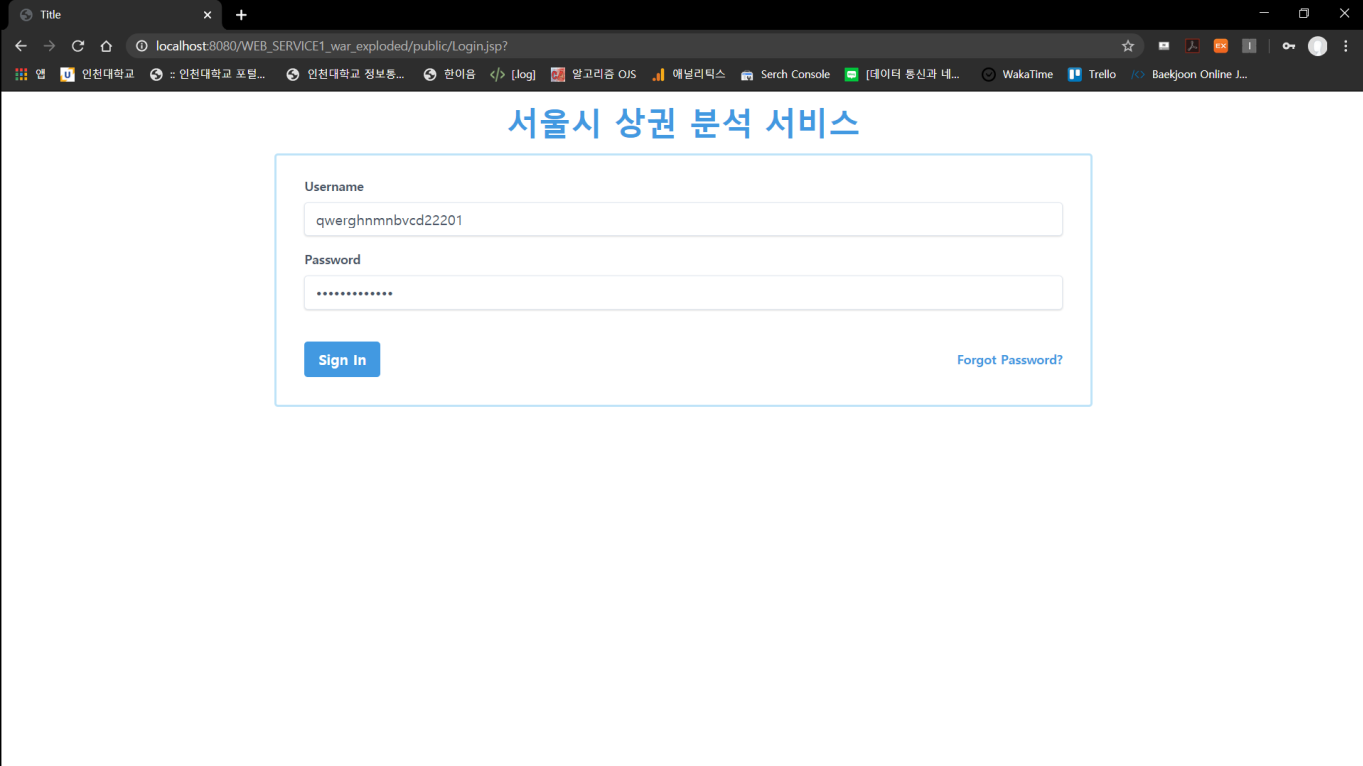 Title
localhost:8080/WEB_SERVICE1_war_exploded/public/Login.jsp?
앱 인천대학교 :: 인천대학교 포털... 인천대학교 정보통... 한이음 [.log] 알고리즘 OJS 애널리틱스 Serch Console [데이터 통신과 네... WakaTime Trello Baekjoon Online J...
서울시 상권 분석 서비스
Username
qwerghnmnbvcd22201
Password
•••••••••••••
Sign In Forgot Password?